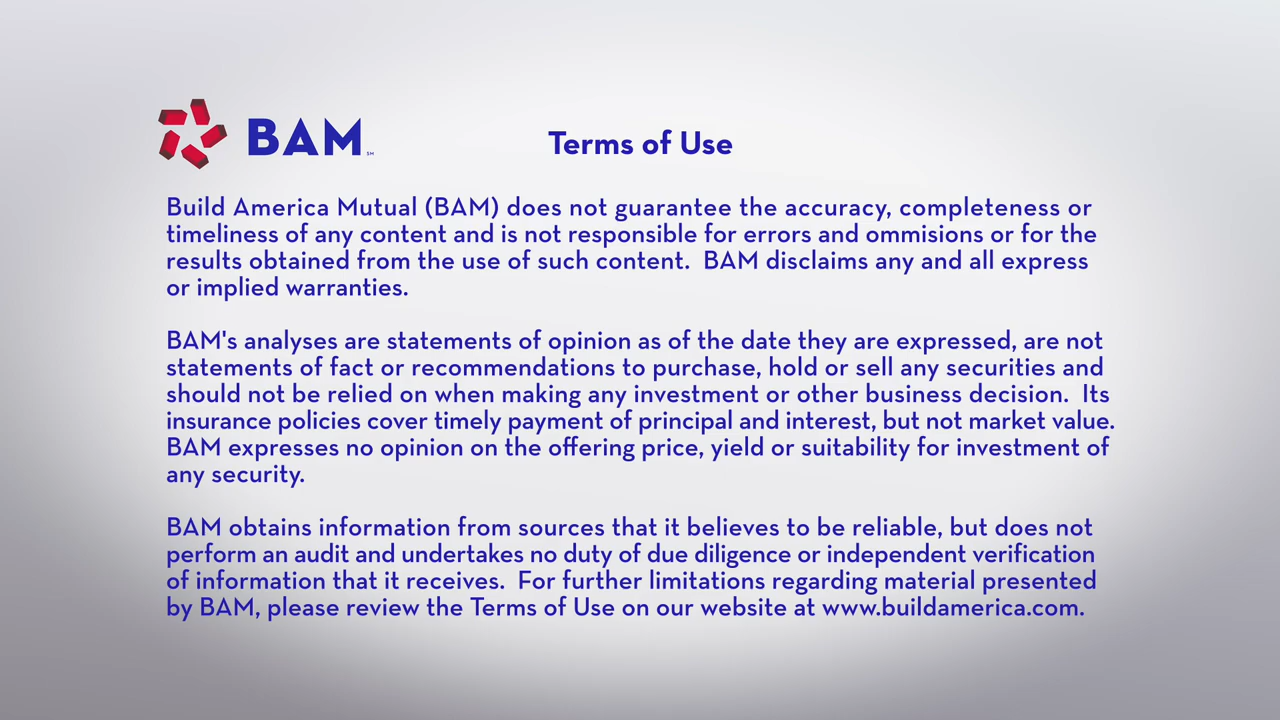 BAM SM
Terms of Use
Build America Mutual (BAM) does not guarantee the accuracy, completeness or
timeliness of any content and is not responsible for errors and ommisions or for the
results obtained from the use of such content.  BAM disclaims any and all express
or implied warranties.
BAM's analyses are statements of opinion as of the date they are expressed, are not
statements of fact or recommendations to purchase, hold or sell any securities and
should not be relied on when making any investment or other business decision.  Its
insurance policies cover timely payment of principal and interest, but not market value.
BAM expresses no opinion on the offering price, yield or suitability for investment of
any security.
BAM obtains information from sources that it believes to be reliable, but does not
perform an audit and undertakes no duty of due diligence or independent verification
of information that it receives.  For further limitations regarding material presented
by BAM, please review the Terms of Use on our website at www.buildamerica.com.